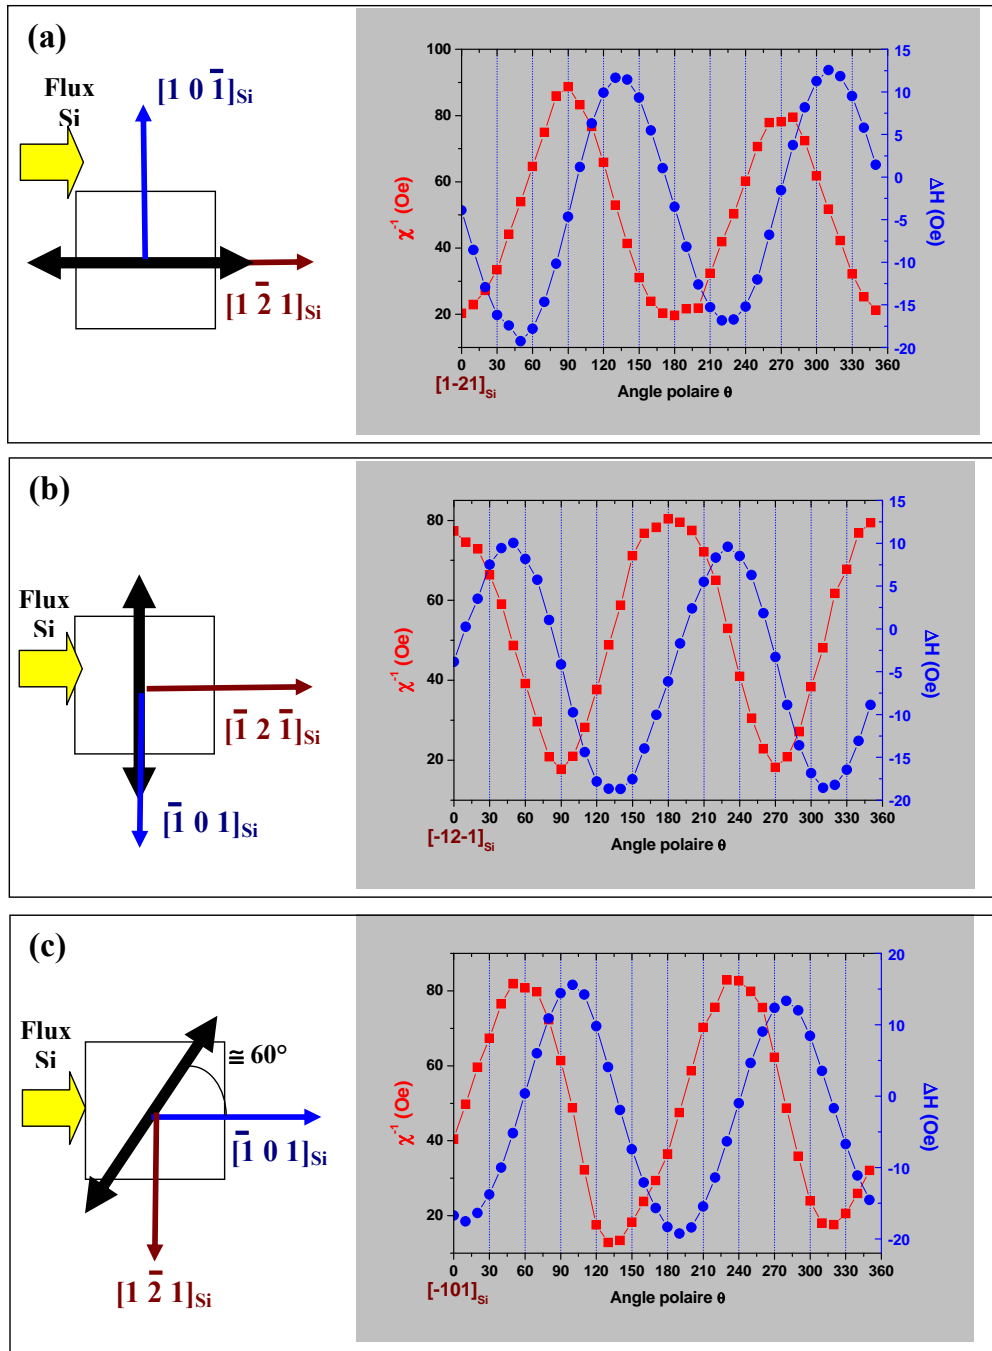 (a)
Flux
Si
[1 0 1̄]Si
[1 2̄ 1]Si
100
80
60
40
20
χ⁻¹ (Oe)
15
10
5
0
-5
-10
-15
-20
ΔH (Oe)
0 30 60 90 120 150 180 210 240 270 300 330 360
[1-21]Si
Angle polaire θ
(b)
Flux
Si
[1̄ 2 1̄]Si
[1̄ 0 1]Si
80
60
40
20
χ⁻¹ (Oe)
15
10
5
0
-5
-10
-15
-20
ΔH (Oe)
0 30 60 90 120 150 180 210 240 270 300 330 360
[-12-1]Si
Angle polaire θ
(c)
Flux
Si
≅ 60°
[1̄ 0 1]Si
[1 2̄ 1]Si
80
60
40
20
χ⁻¹ (Oe)
20
10
0
-10
-20
ΔH (Oe)
0 30 60 90 120 150 180 210 240 270 300 330 360
[-101]Si
Angle polaire θ